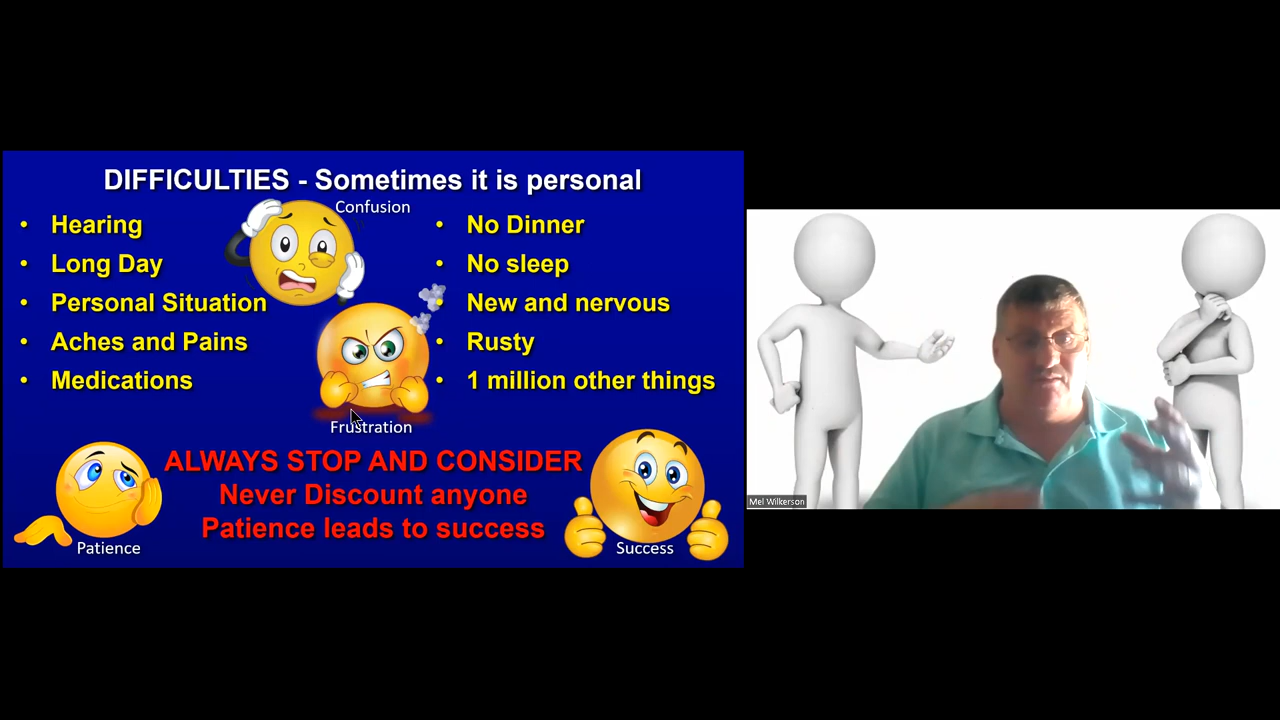 DIFFICULTIES - Sometimes it is personal
Confusion
• Hearing
• Long Day
• Personal Situation
• Aches and Pains
• Medications
• No Dinner
• No sleep
• New and nervous
• Rusty
• 1 million other things
Frustration
ALWAYS STOP AND CONSIDER
Never Discount anyone
Patience leads to success
Patience
Success
Mel Wilkerson